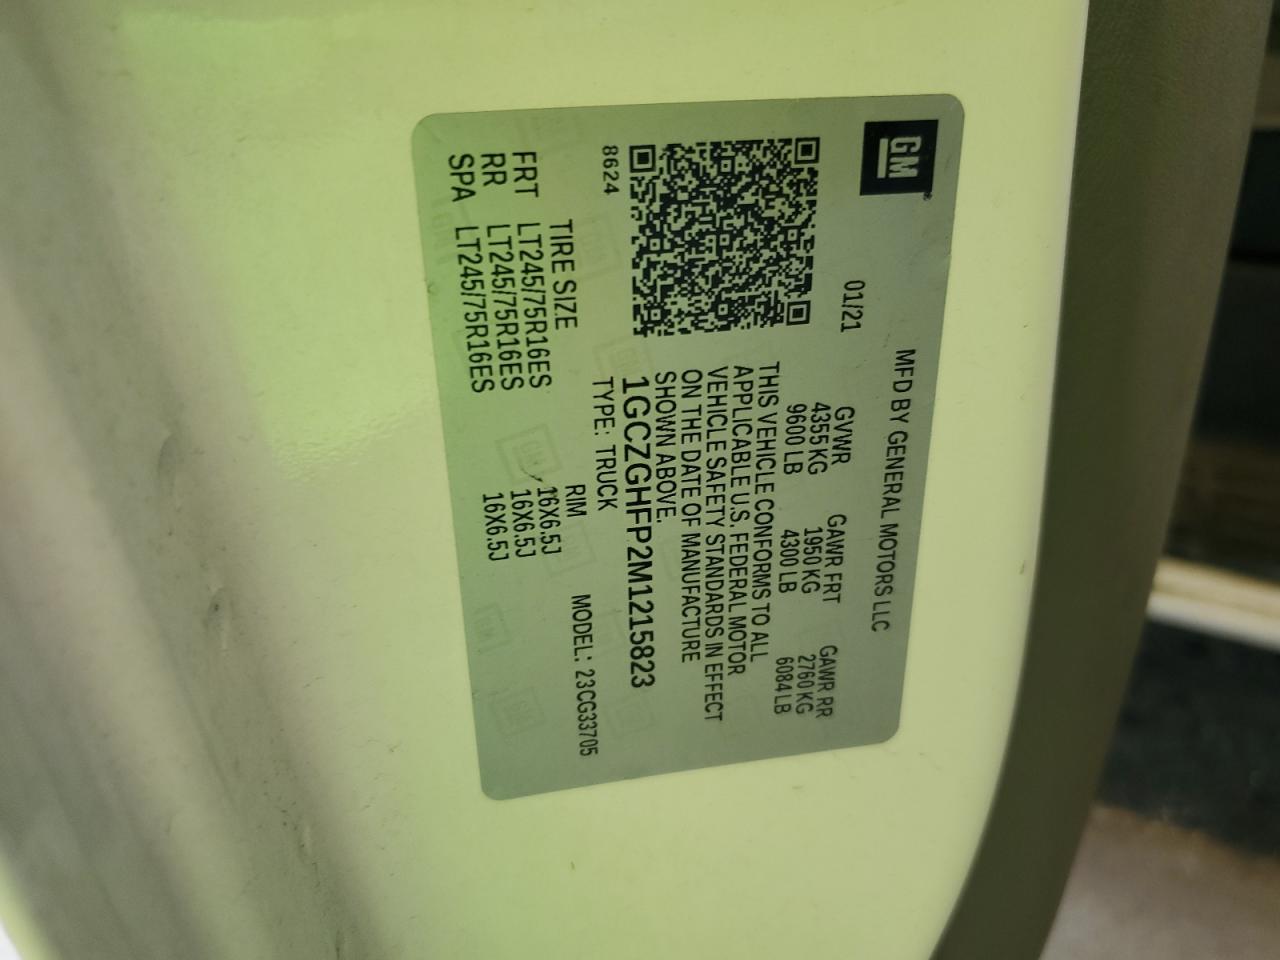 GM
MFD BY GENERAL MOTORS LLC
01/21
GVWR GAWR FRT GAWR RR
4355 KG 1950 KG 2760 KG
9600 LB 4300 LB 6084 LB
THIS VEHICLE CONFORMS TO ALL
APPLICABLE U.S. FEDERAL MOTOR
VEHICLE SAFETY STANDARDS IN EFFECT
ON THE DATE OF MANUFACTURE
SHOWN ABOVE.
8624
1GCZGHFP2M1215823
TYPE: TRUCK MODEL: 23CG33705
TIRE SIZE RIM
FRT LT245/75R16ES 16X6.5J
RR LT245/75R16ES 16X6.5J
SPA LT245/75R16ES 16X6.5J